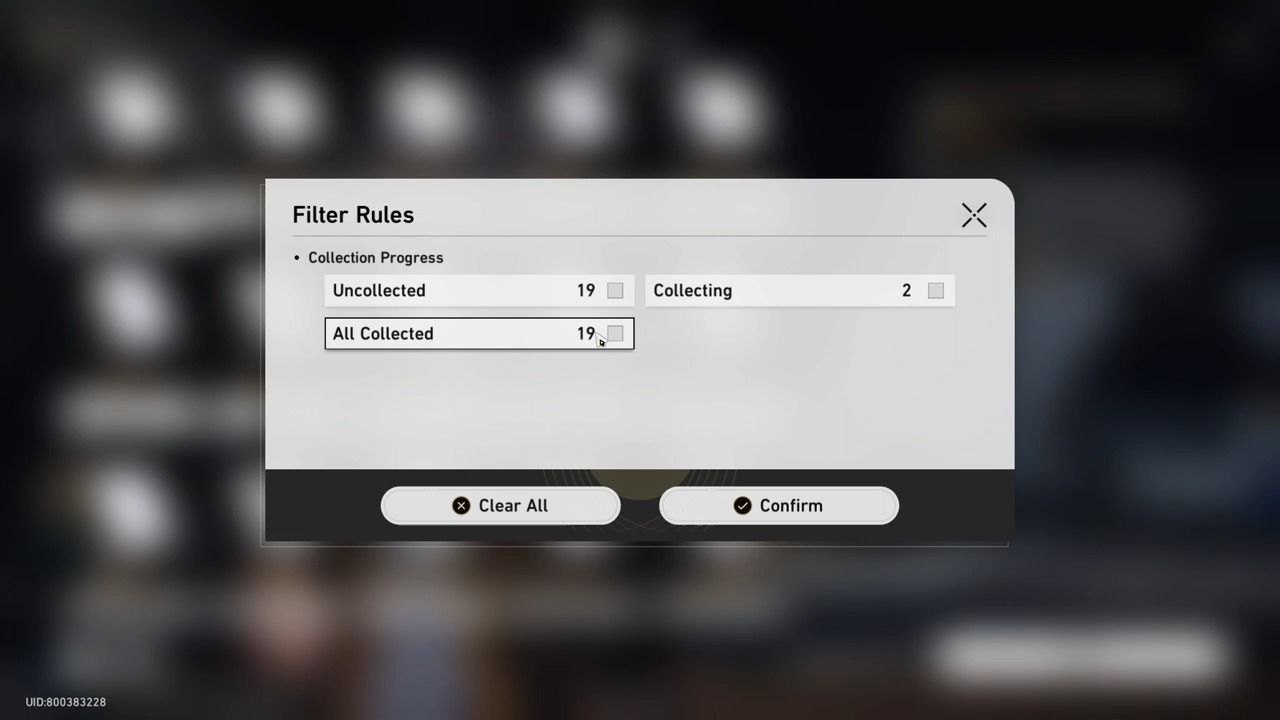 Filter Rules
• Collection Progress
Uncollected 19
Collecting 2
All Collected 19
Clear All
Confirm
UID:800383228